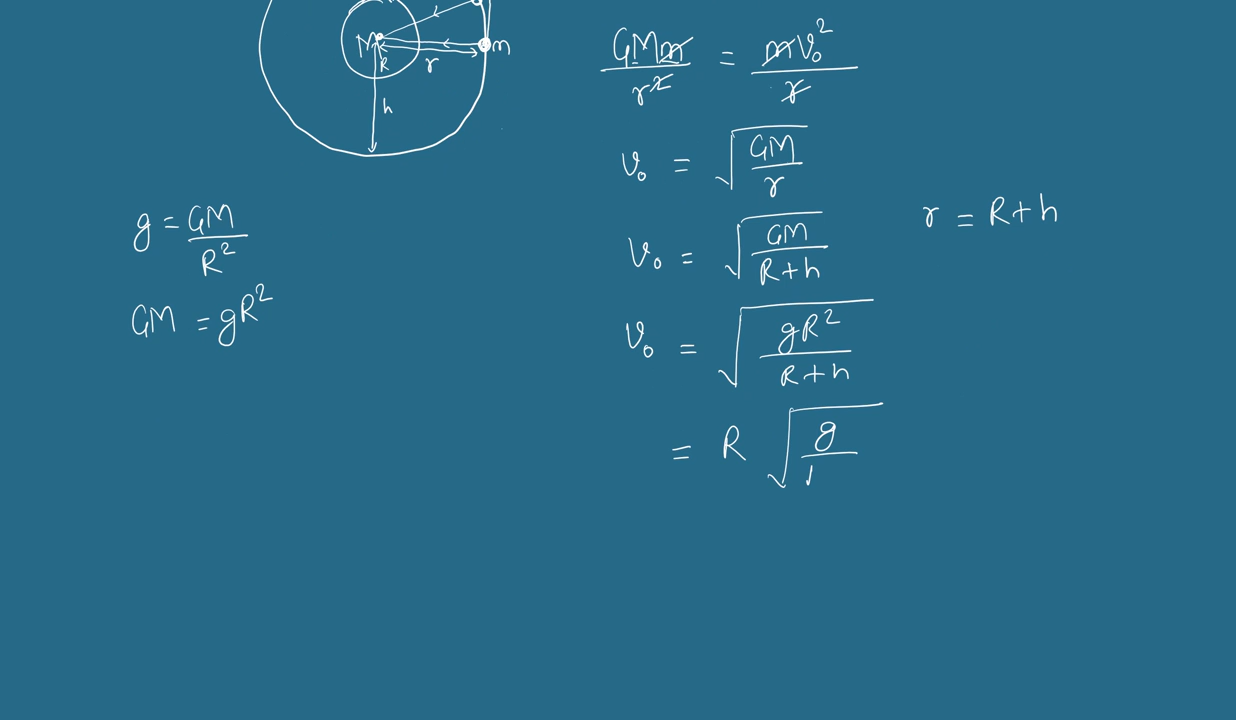 M
m
R
r
h
GMm/r² = mv₀²/r
v₀ = √(GM/r)
r = R+h
v₀ = √(GM/(R+h))
v₀ = √(gR²/(R+h))
= R √(g/
g = GM/R²
GM = gR²